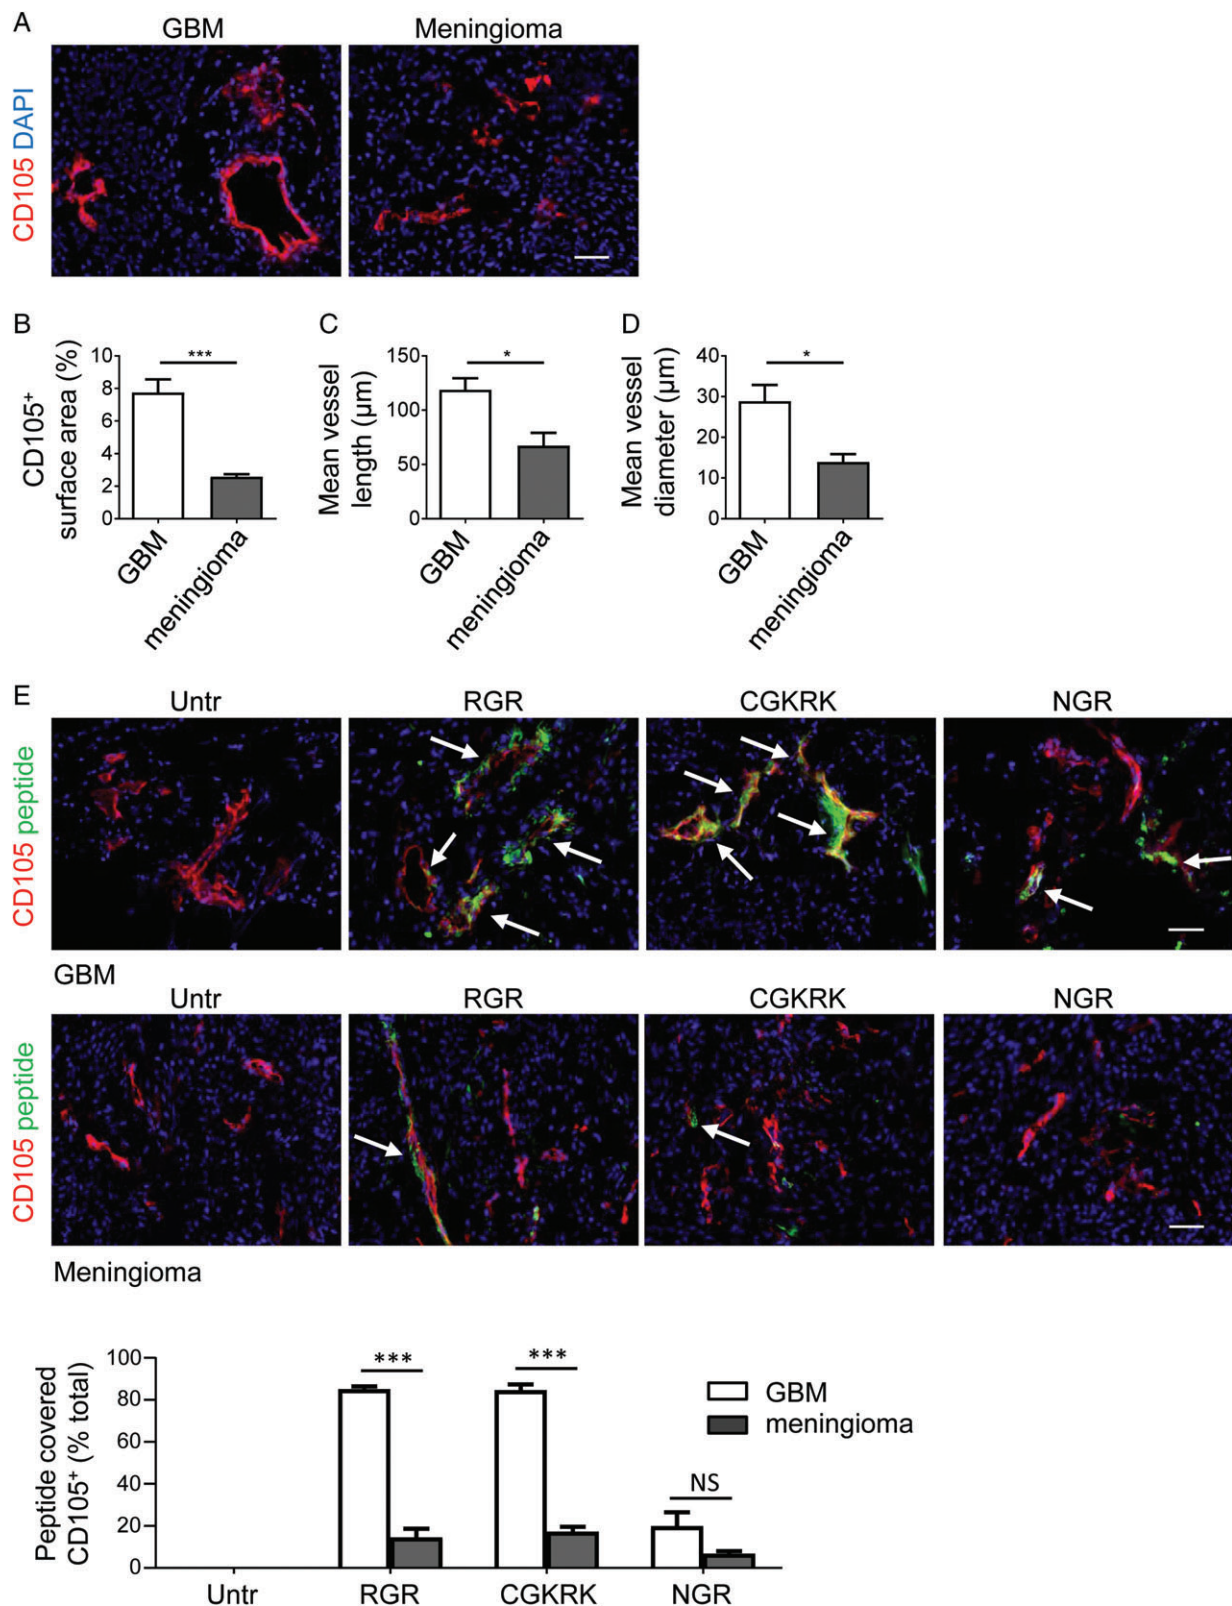 A
GBM
Meningioma
CD105 DAPI
B
C
D
CD105⁺
surface area (%)
10
8
6
4
2
0
***
GBM
meningioma
Mean vessel
length (µm)
150
100
50
0
*
GBM
meningioma
Mean vessel
diameter (µm)
40
30
20
10
0
*
GBM
meningioma
E
Untr
RGR
CGKRK
NGR
CD105 peptide
GBM
Untr
RGR
CGKRK
NGR
CD105 peptide
Meningioma
Peptide covered
CD105⁺ (% total)
100
80
60
40
20
0
***
***
NS
GBM
meningioma
Untr
RGR
CGKRK
NGR